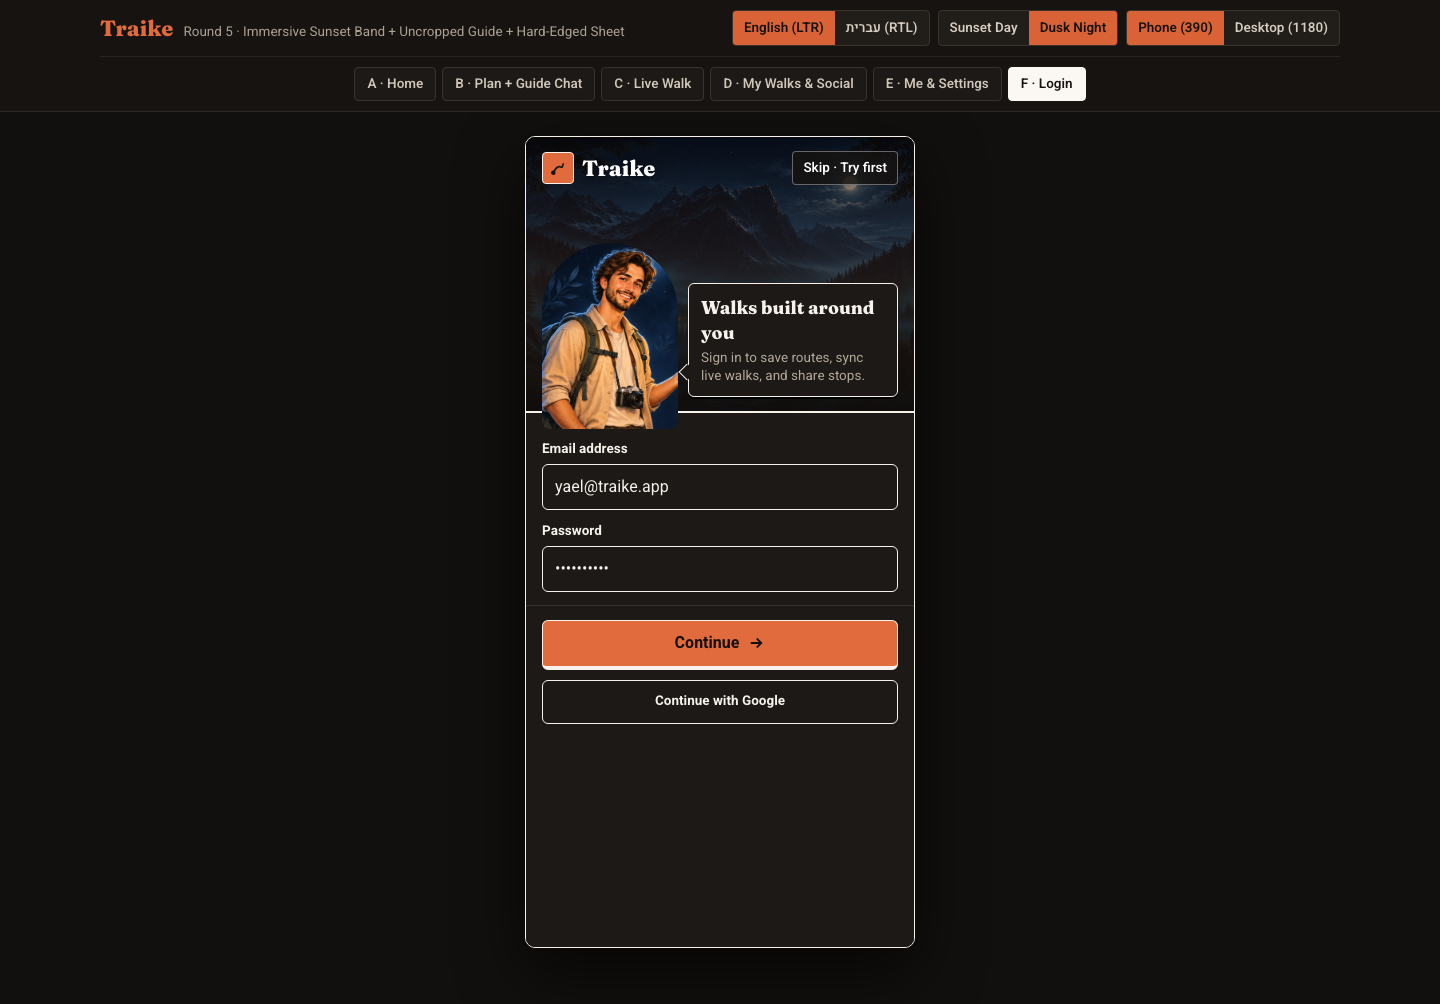 Traike Round 5 · Immersive Sunset Band + Uncropped Guide + Hard-Edged Sheet
English (LTR) עברית (RTL) Sunset Day Dusk Night Phone (390) Desktop (1180)
A · Home B · Plan + Guide Chat C · Live Walk D · My Walks & Social E · Me & Settings F · Login
Traike
Skip · Try first
Walks built around
you
Sign in to save routes, sync
live walks, and share stops.
Email address
yael@traike.app
Password
••••••••••
Continue →
Continue with Google